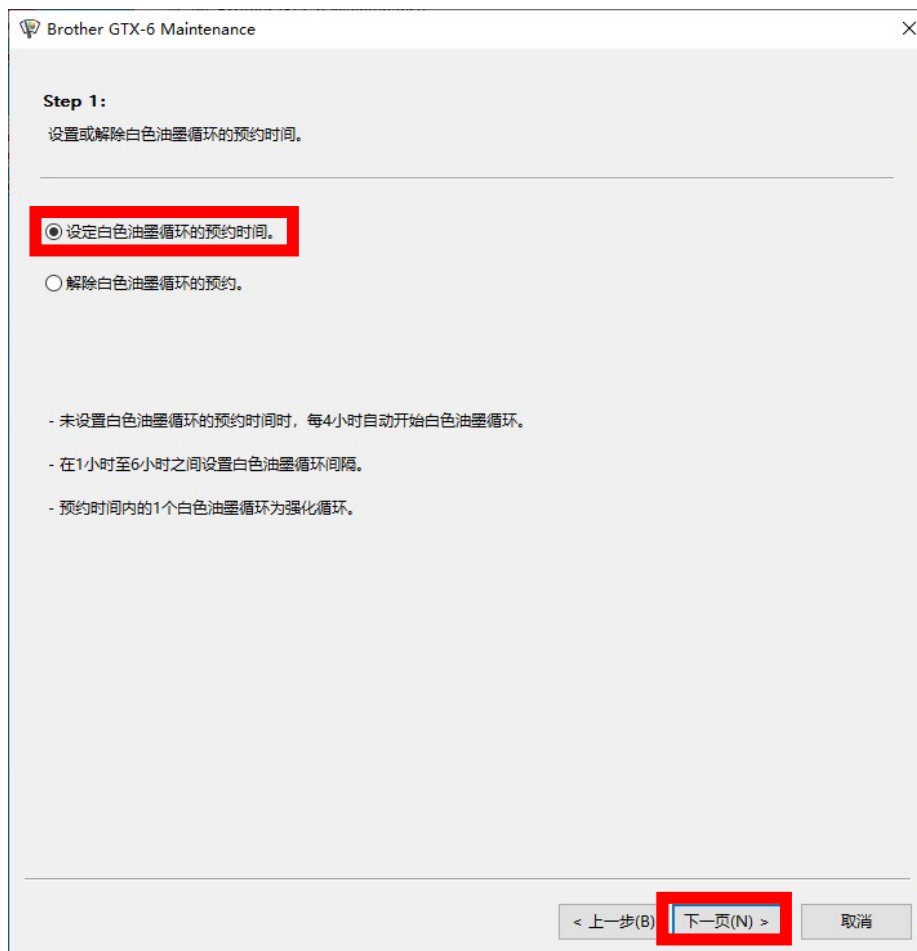 Brother GTX-6 Maintenance
Step 1:
设置或解除白色油墨循环的预约时间。
设定白色油墨循环的预约时间。
解除白色油墨循环的预约。
- 未设置白色油墨循环的预约时间时，每4小时自动开始白色油墨循环。
- 在1小时至6小时之间设置白色油墨循环间隔。
- 预约时间内的1个白色油墨循环为强化循环。
< 上一步(B)
下一页(N) >
取消